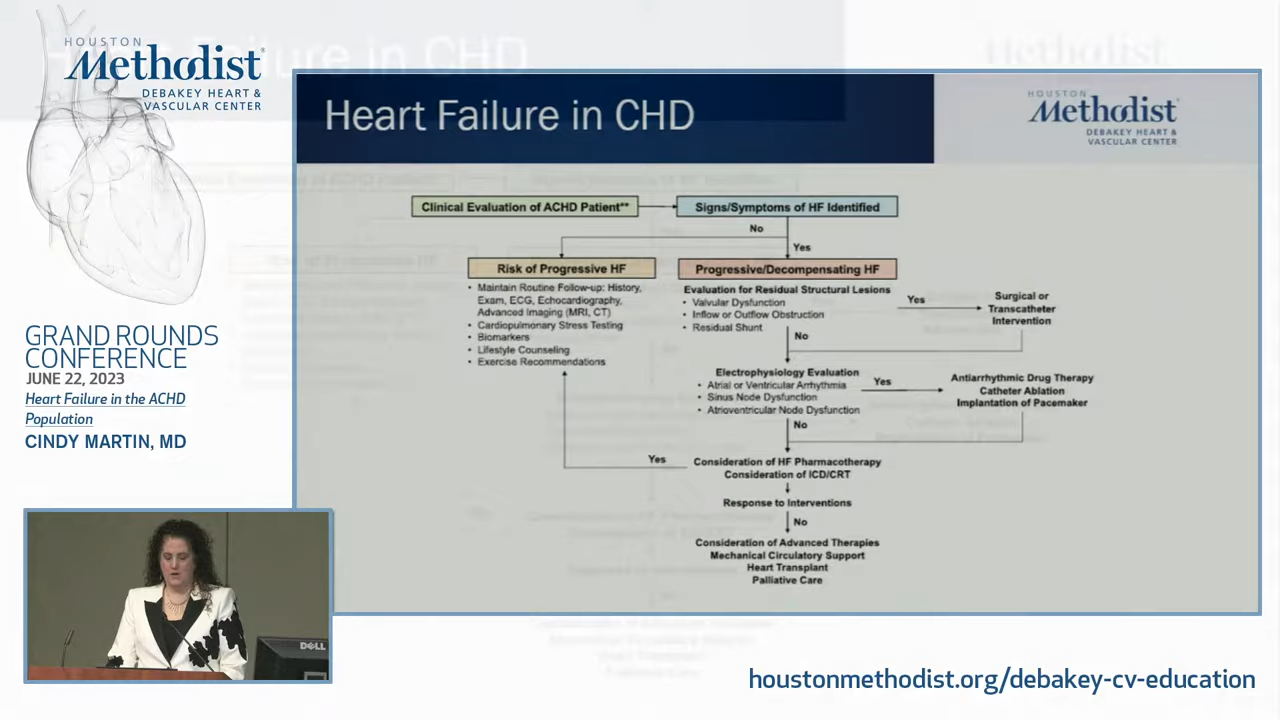 HOUSTON
Methodist
DEBAKEY HEART &
VASCULAR CENTER
GRAND ROUNDS
CONFERENCE
JUNE 22, 2023
Heart Failure in the ACHD
Population
CINDY MARTIN, MD
Heart Failure in CHD
HOUSTON
Methodist
DEBAKEY HEART &
VASCULAR CENTER
Clinical Evaluation of ACHD Patient**
Signs/Symptoms of HF Identified
No
Yes
Risk of Progressive HF
• Maintain Routine Follow-up: History,
Exam, ECG, Echocardiography,
Advanced Imaging (MRI, CT)
• Cardiopulmonary Stress Testing
• Biomarkers
• Lifestyle Counseling
• Exercise Recommendations
Progressive/Decompensating HF
Evaluation for Residual Structural Lesions
• Valvular Dysfunction
• Inflow or Outflow Obstruction
• Residual Shunt
Yes
Surgical or
Transcatheter
Intervention
No
Electrophysiology Evaluation
• Atrial or Ventricular Arrhythmia
• Sinus Node Dysfunction
• Atrioventricular Node Dysfunction
Yes
Antiarrhythmic Drug Therapy
Catheter Ablation
Implantation of Pacemaker
No
Yes
Consideration of HF Pharmacotherapy
Consideration of ICD/CRT
Response to Interventions
No
Consideration of Advanced Therapies
Mechanical Circulatory Support
Heart Transplant
Palliative Care
DELL
houstonmethodist.org/debakey-cv-education